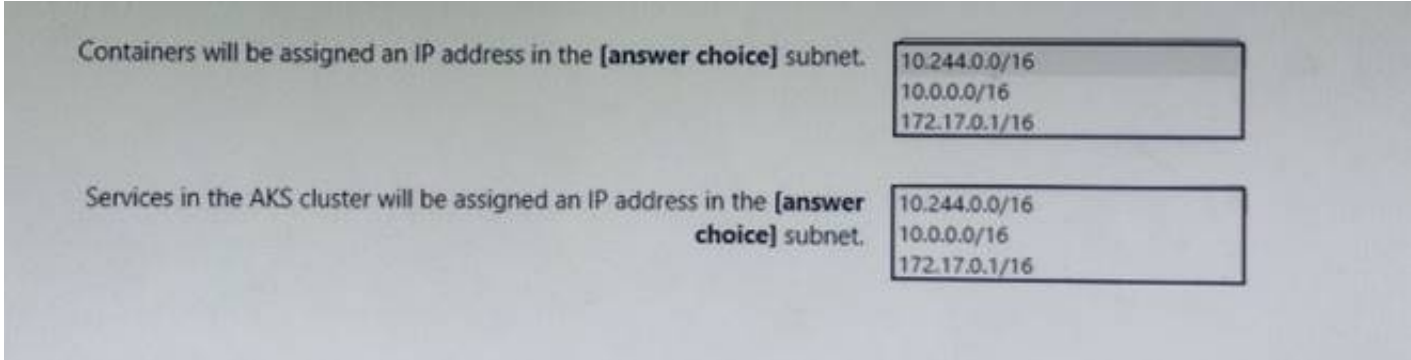 Containers will be assigned an IP address in the [answer choice] subnet.
10.244.0.0/16
10.0.0.0/16
172.17.0.1/16
Services in the AKS cluster will be assigned an IP address in the [answer
choice] subnet.
10.244.0.0/16
10.0.0.0/16
172.17.0.1/16